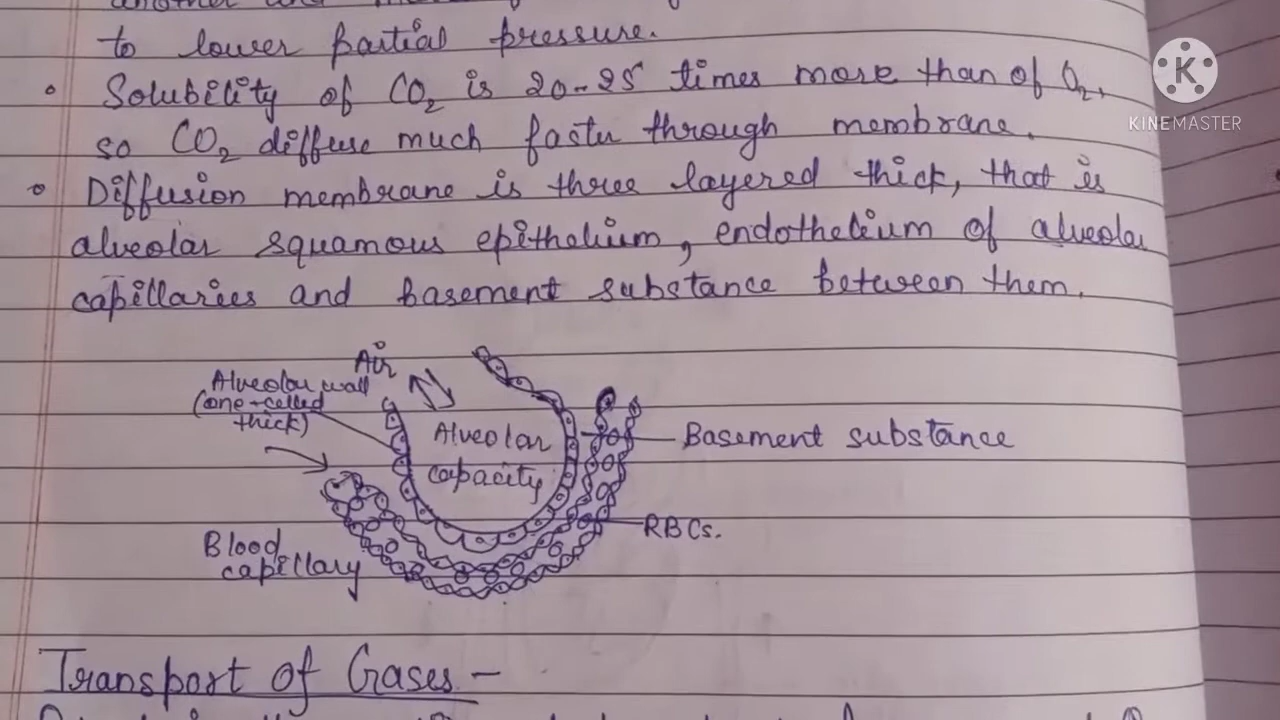 to lower partial pressure.
• Solubility of CO₂ is 20-25 times more than of O₂,
so CO₂ diffuse much faster through membrane.
• Diffusion membrane is three layered thick, that is
alveolar squamous epithelium, endothelium of alveolar
capillaries and basement substance between them.
Air
Alveolar wall
(one-celled
thick)
Alveolar
capacity
Basement substance
RBCs.
Blood
capillary
Transport of Gases -
K
KINEMASTER